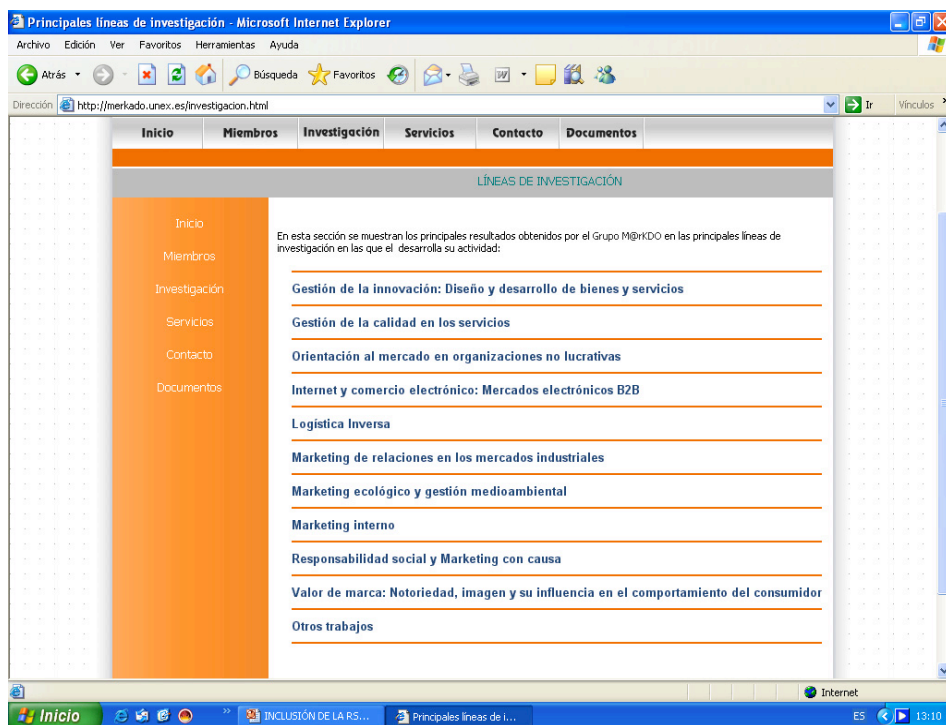 Principales líneas de investigación - Microsoft Internet Explorer
Archivo Edición Ver Favoritos Herramientas Ayuda
Atrás Búsqueda Favoritos
Dirección http://merkado.unex.es/investigacion.html Ir Vínculos
Inicio Miembros Investigación Servicios Contacto Documentos
LÍNEAS DE INVESTIGACIÓN
Inicio
Miembros
Investigación
Servicios
Contacto
Documentos
En esta sección se muestran los principales resultados obtenidos por el Grupo M@rKDO en las principales líneas de
investigación en las que el desarrolla su actividad:
Gestión de la innovación: Diseño y desarrollo de bienes y servicios
Gestión de la calidad en los servicios
Orientación al mercado en organizaciones no lucrativas
Internet y comercio electrónico: Mercados electrónicos B2B
Logística Inversa
Marketing de relaciones en los mercados industriales
Marketing ecológico y gestión medioambiental
Marketing interno
Responsabilidad social y Marketing con causa
Valor de marca: Notoriedad, imagen y su influencia en el comportamiento del consumidor
Otros trabajos
Internet
Inicio INCLUSIÓN DE LA RS... Principales líneas de i... ES 13:10